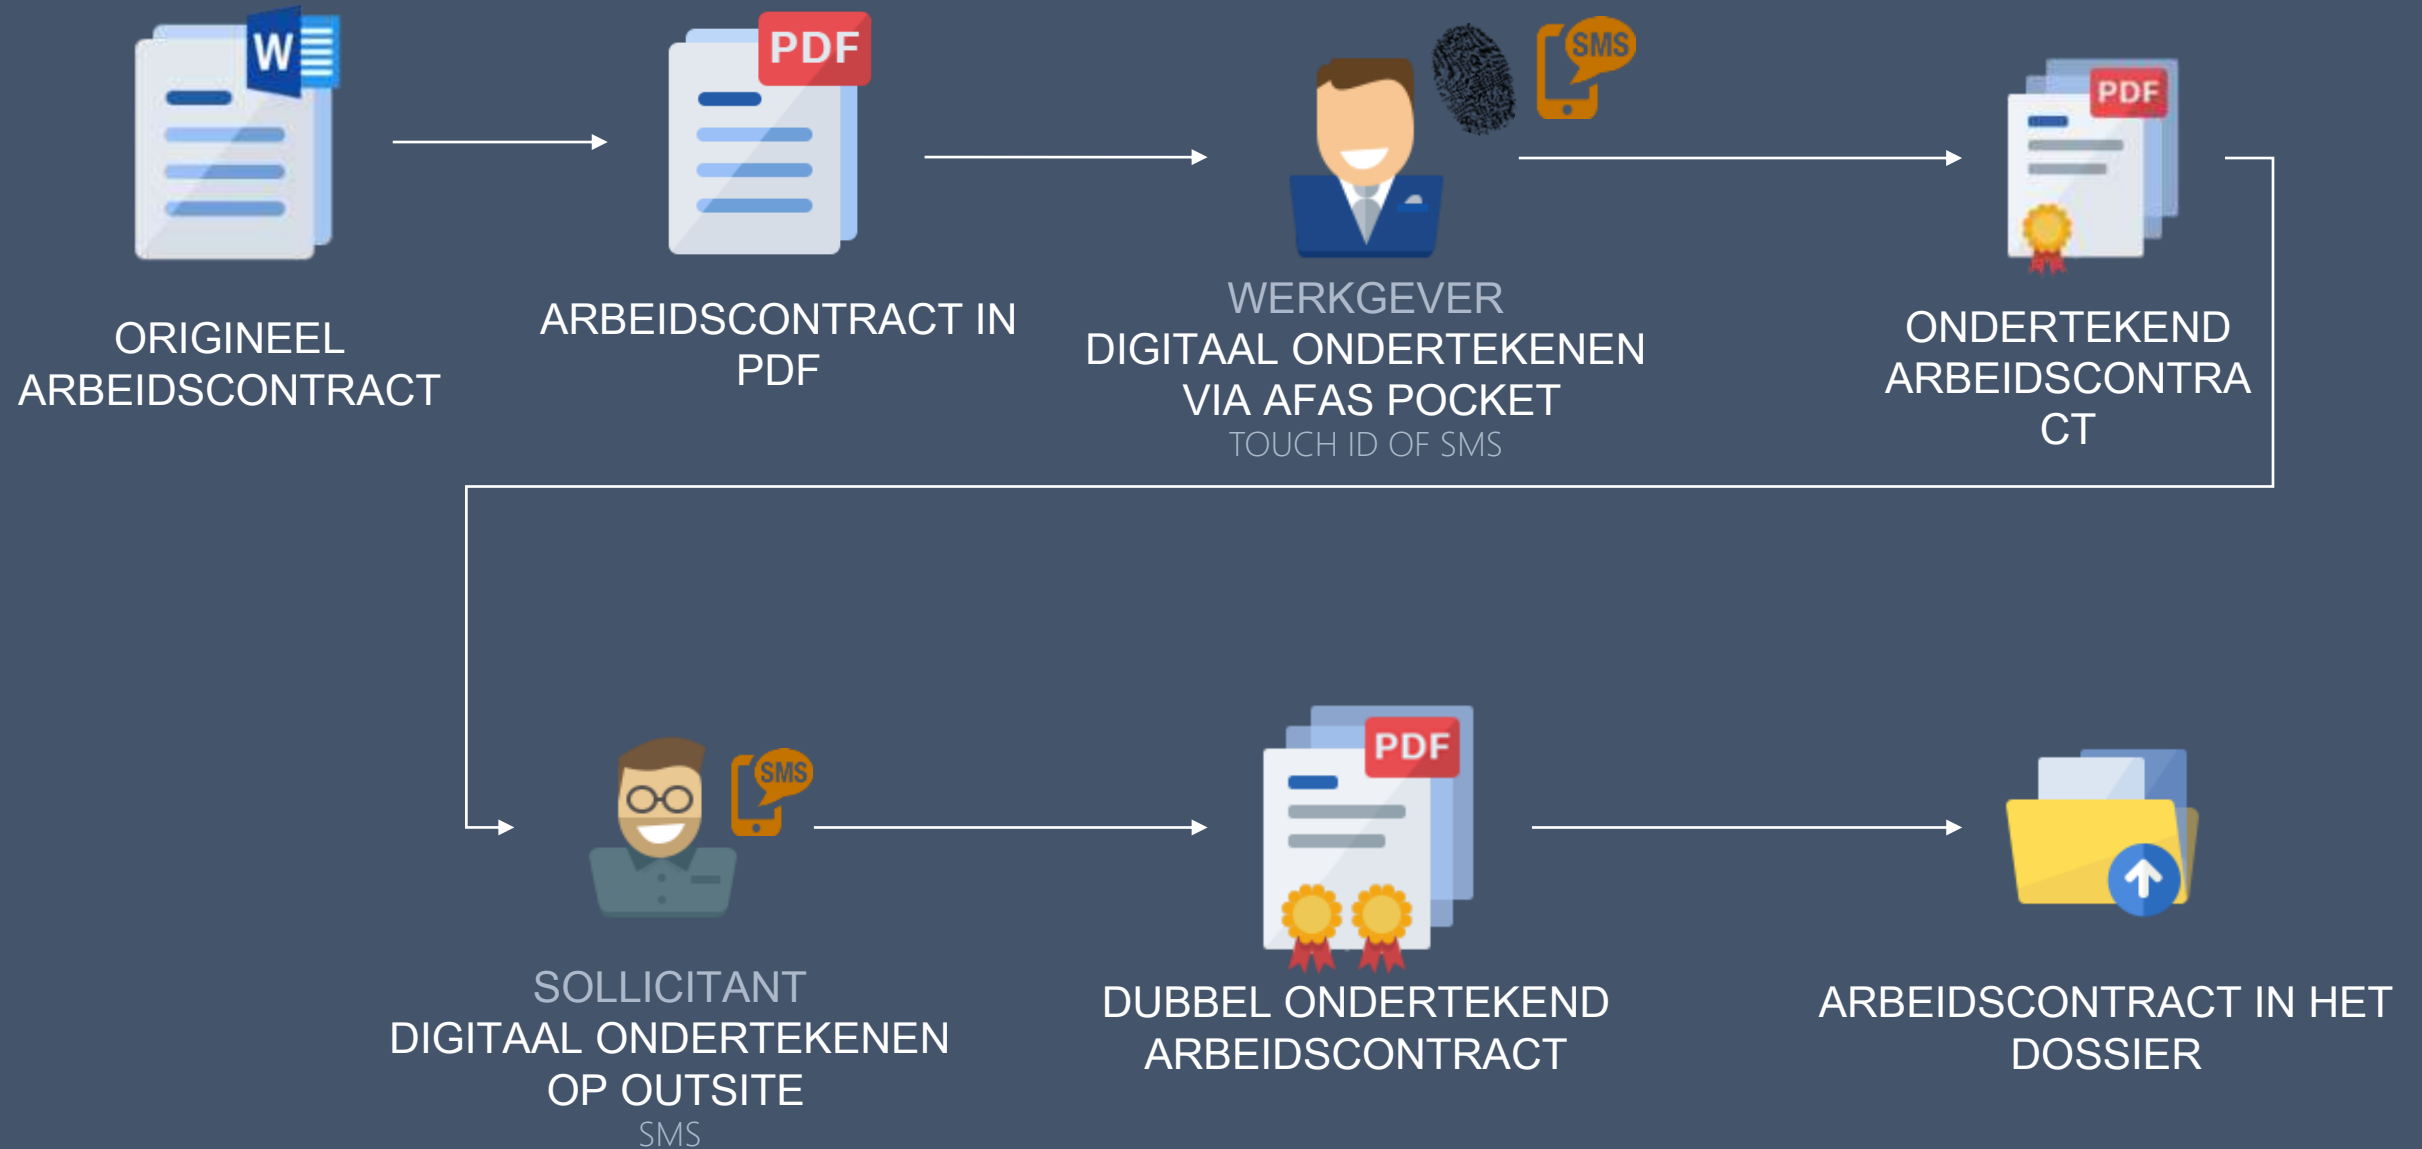 W
PDF
SMS
PDF
ORIGINEEL
ARBEIDSCONTRACT
ARBEIDSCONTRACT IN
PDF
WERKGEVER
DIGITAAL ONDERTEKENEN
VIA AFAS POCKET
TOUCH ID OF SMS
ONDERTEKEND
ARBEIDSCONTRA
CT
SMS
PDF
SOLLICITANT
DIGITAAL ONDERTEKENEN
OP OUTSITE
SMS
DUBBEL ONDERTEKEND
ARBEIDSCONTRACT
ARBEIDSCONTRACT IN HET
DOSSIER